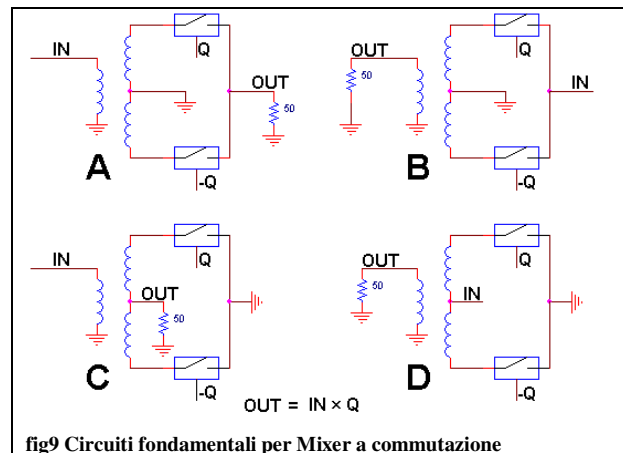 IN
Q
OUT
50
-Q
A
OUT
50
Q
IN
-Q
B
IN
Q
OUT
50
-Q
C
OUT
50
Q
IN
-Q
D
OUT = IN × Q
fig9 Circuiti fondamentali per Mixer a commutazione